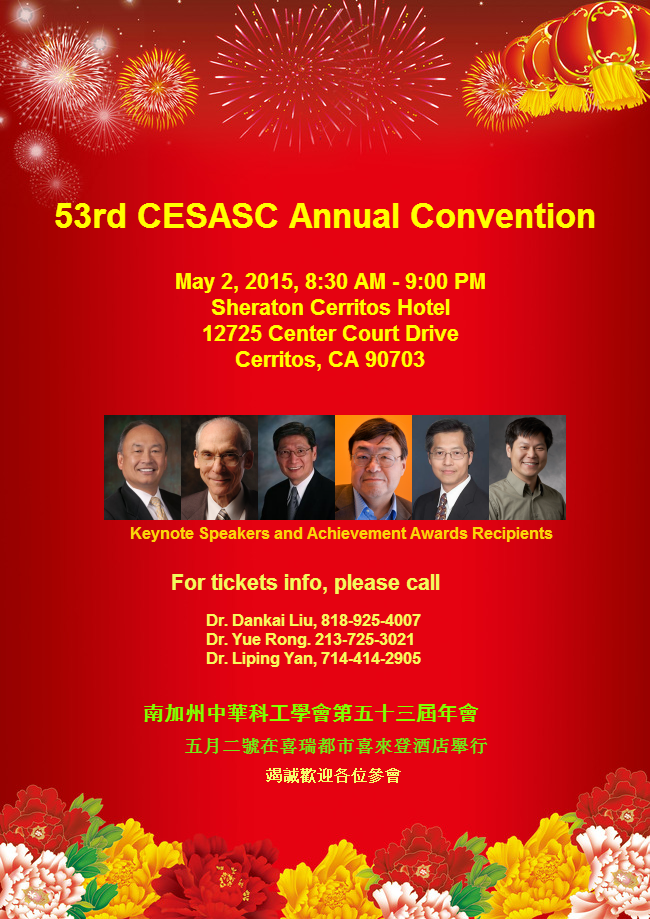 53rd CESASC Annual Convention
May 2, 2015, 8:30 AM - 9:00 PM
Sheraton Cerritos Hotel
12725 Center Court Drive
Cerritos, CA 90703
Keynote Speakers and Achievement Awards Recipients
For tickets info, please call
Dr. Dankai Liu, 818-925-4007
Dr. Yue Rong. 213-725-3021
Dr. Liping Yan, 714-414-2905
南加州中華科工學會第五十三屆年會
五月二號在喜瑞都市喜來登酒店舉行
竭誠歡迎各位參會